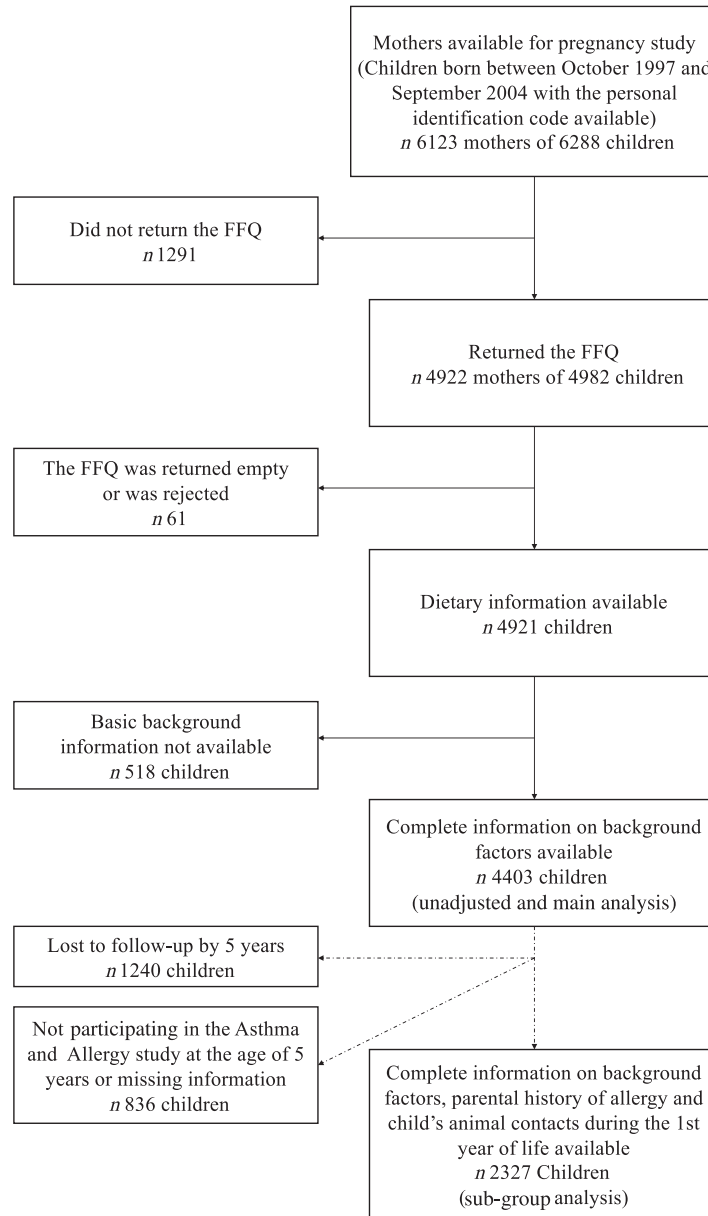 Mothers available for pregnancy study
(Children born between October 1997 and
September 2004 with the personal
identification code available)
n 6123 mothers of 6288 children
Did not return the FFQ
n 1291
Returned the FFQ
n 4922 mothers of 4982 children
The FFQ was returned empty
or was rejected
n 61
Dietary information available
n 4921 children
Basic background
information not available
n 518 children
Complete information on background
factors available
n 4403 children
(unadjusted and main analysis)
Lost to follow-up by 5 years
n 1240 children
Not participating in the Asthma
and Allergy study at the age of 5
years or missing information
n 836 children
Complete information on background
factors, parental history of allergy and
child's animal contacts during the 1st
year of life available
n 2327 Children
(sub-group analysis)